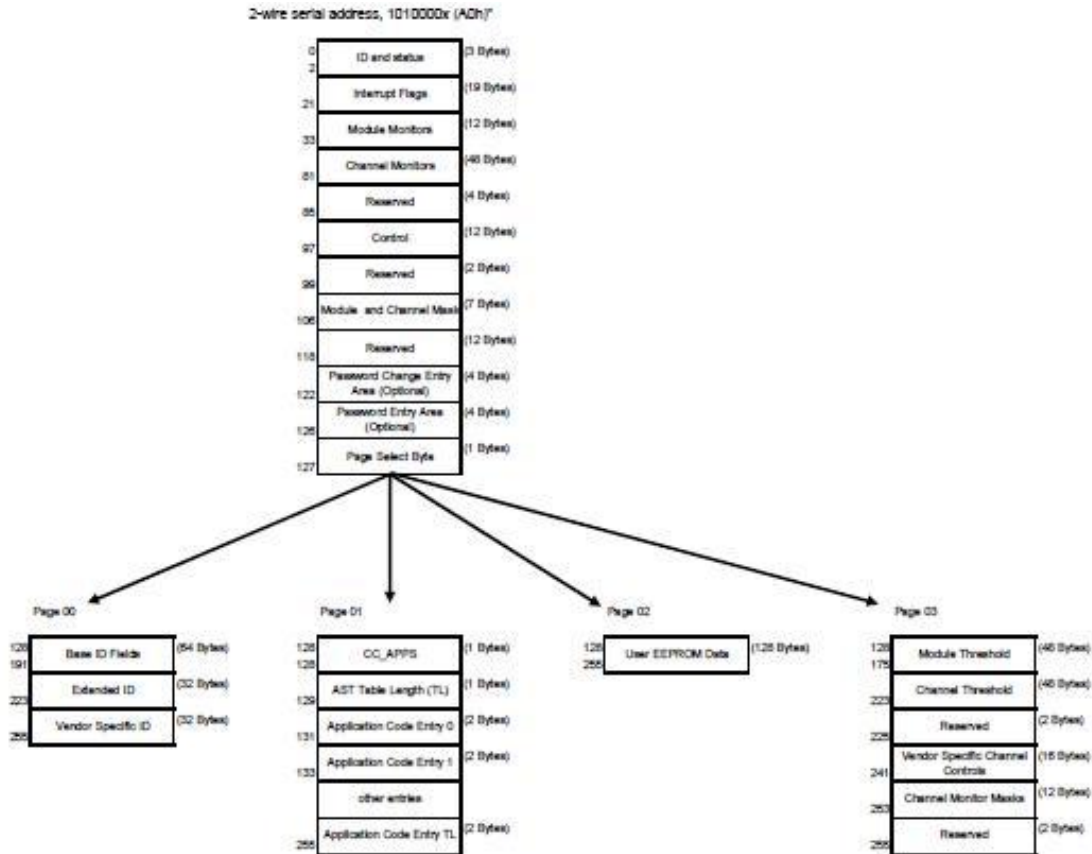 2-wire serial address, 1010000x (A0h)"
0
2
ID and status
(3 Bytes)
21
Interrupt Flags
(19 Bytes)
33
Module Monitors
(12 Bytes)
81
Channel Monitors
(48 Bytes)
85
Reserved
(4 Bytes)
97
Control
(12 Bytes)
99
Reserved
(2 Bytes)
106
Module and Channel Mask
(7 Bytes)
118
Reserved
(12 Bytes)
122
Password Change Entry
Area (Optional)
(4 Bytes)
126
Password Entry Area
(Optional)
(4 Bytes)
127
Page Select Byte
(1 Bytes)
Page 00
128
191
Base ID Fields
(64 Bytes)
223
Extended ID
(32 Bytes)
255
Vendor Specific ID
(32 Bytes)
Page 01
128
128
CC_APPS
(1 Bytes)
129
AST Table Length (TL)
(1 Bytes)
131
Application Code Entry 0
(2 Bytes)
133
Application Code Entry 1
(2 Bytes)
other entries
255
Application Code Entry TL
(2 Bytes)
Page 02
128
255
User EEPROM Data
(128 Bytes)
Page 03
128
175
Module Threshold
(48 Bytes)
223
Channel Threshold
(48 Bytes)
225
Reserved
(2 Bytes)
241
Vendor Specific Channel
Controls
(16 Bytes)
253
Channel Monitor Masks
(12 Bytes)
255
Reserved
(2 Bytes)